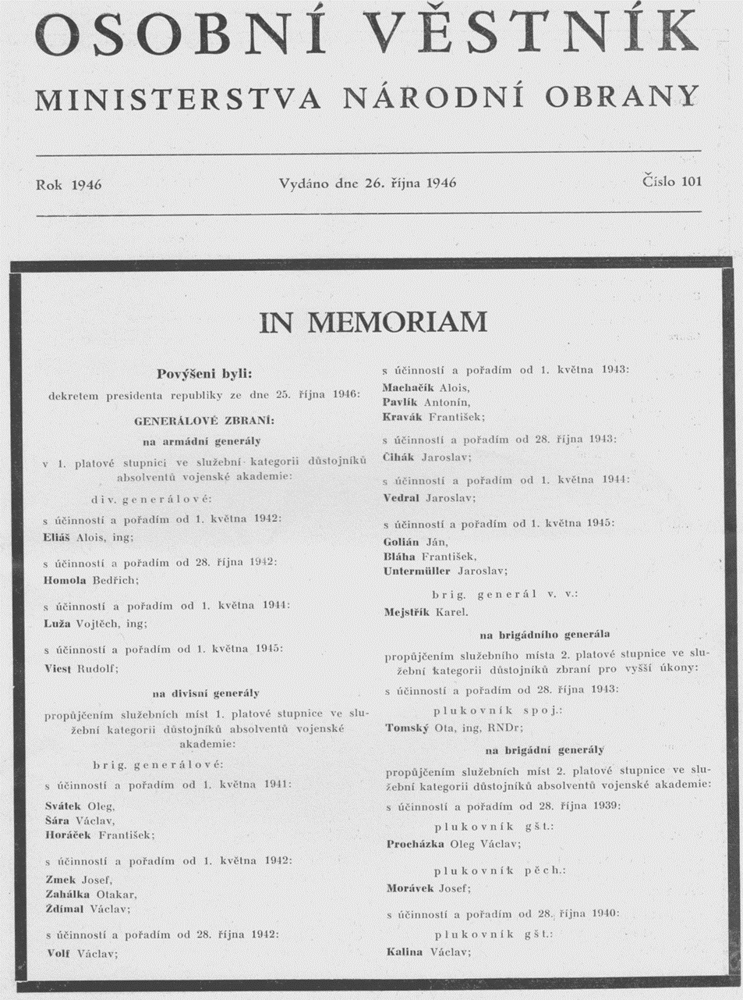 OSOBNÍ VĚSTNÍK
MINISTERSTVA NÁRODNÍ OBRANY
Rok 1946 Vydáno dne 26. října 1946 Číslo 101
IN MEMORIAM
Povýšeni byli:
dekretem presidenta republiky ze dne 25. října 1946:
GENERÁLOVÉ ZBRANÍ:
na armádní generály
v 1. platové stupnici ve služební kategorii důstojníků
absolventů vojenské akademie:
div. generálové:
s účinností a pořadím od 1. května 1942:
Eliáš Alois, ing;
s účinností a pořadím od 28. října 1942:
Homola Bedřich;
s účinností a pořadím od 1. května 1944:
Luža Vojtěch, ing;
s účinností a pořadím od 1. května 1945:
Viest Rudolf;
na divisní generály
propůjčením služebních míst 1. platové stupnice ve slu-
žební kategorii důstojníků absolventů vojenské
akademie:
brig. generálové:
s účinností a pořadím od 1. května 1941:
Svátek Oleg,
Šára Václav,
Horáček František;
s účinností a pořadím od 1. května 1942:
Zmek Josef,
Zahálka Otakar,
Ždímal Václav;
s účinností a pořadím od 28. října 1942:
Volf Václav;
s účinností a pořadím od 1. května 1943:
Machačík Alois,
Pavlík Antonín,
Kravák František;
s účinností a pořadím od 28. října 1943:
Čihák Jaroslav;
s účinností a pořadím od 1. května 1944:
Vedral Jaroslav;
s účinností a pořadím od 1. května 1945:
Golián Ján,
Bláha František,
Untermüller Jaroslav;
brig. generál v. v.:
Mejstřík Karel.
na brigádního generála
propůjčením služebního místa 2. platové stupnice ve slu-
žební kategorii důstojníků zbraní pro vyšší úkony:
s účinností a pořadím od 28. října 1943:
plukovník spoj.:
Tomský Ota, ing, RNDr;
na brigádní generály
propůjčením služebních míst 2. platové stupnice ve slu-
žební kategorii důstojníků absolventů vojenské akademie:
s účinností a pořadím od 28. října 1939:
plukovník gšt.:
Procházka Oleg Václav;
plukovník pěch.:
Morávek Josef;
s účinností a pořadím od 28. října 1940:
plukovník gšt.:
Kalina Václav;